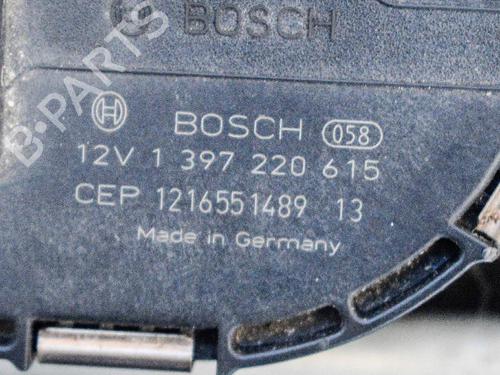 BOSCH
B-PARTS
BOSCH 058
12V 1 397 220 615
CEP 1216551489 13
Made in Germany